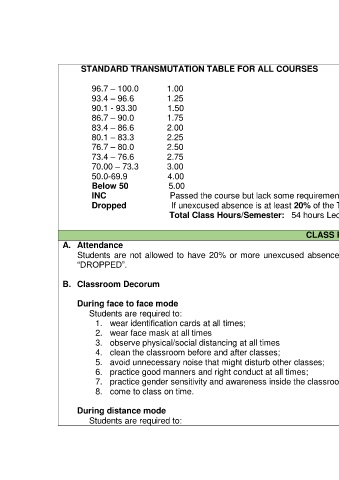 STANDARD TRANSMUTATION TABLE FOR ALL COURSES
96.7 – 100.0 1.00
93.4 – 96.6 1.25
90.1 - 93.30 1.50
86.7 – 90.0 1.75
83.4 – 86.6 2.00
80.1 – 83.3 2.25
76.7 – 80.0 2.50
73.4 – 76.6 2.75
70.00 – 73.3 3.00
50.0-69.9 4.00
Below 50 5.00
INC Passed the course but lack some requiremen
Dropped If unexcused absence is at least 20% of the T
Total Class Hours/Semester: 54 hours Lec
CLASS
A. Attendance
Students are not allowed to have 20% or more unexcused absence
“DROPPED”.
B. Classroom Decorum
During face to face mode
Students are required to:
1. wear identification cards at all times;
2. wear face mask at all times
3. observe physical/social distancing at all times
4. clean the classroom before and after classes;
5. avoid unnecessary noise that might disturb other classes;
6. practice good manners and right conduct at all times;
7. practice gender sensitivity and awareness inside the classroo
8. come to class on time.
During distance mode
Students are required to: